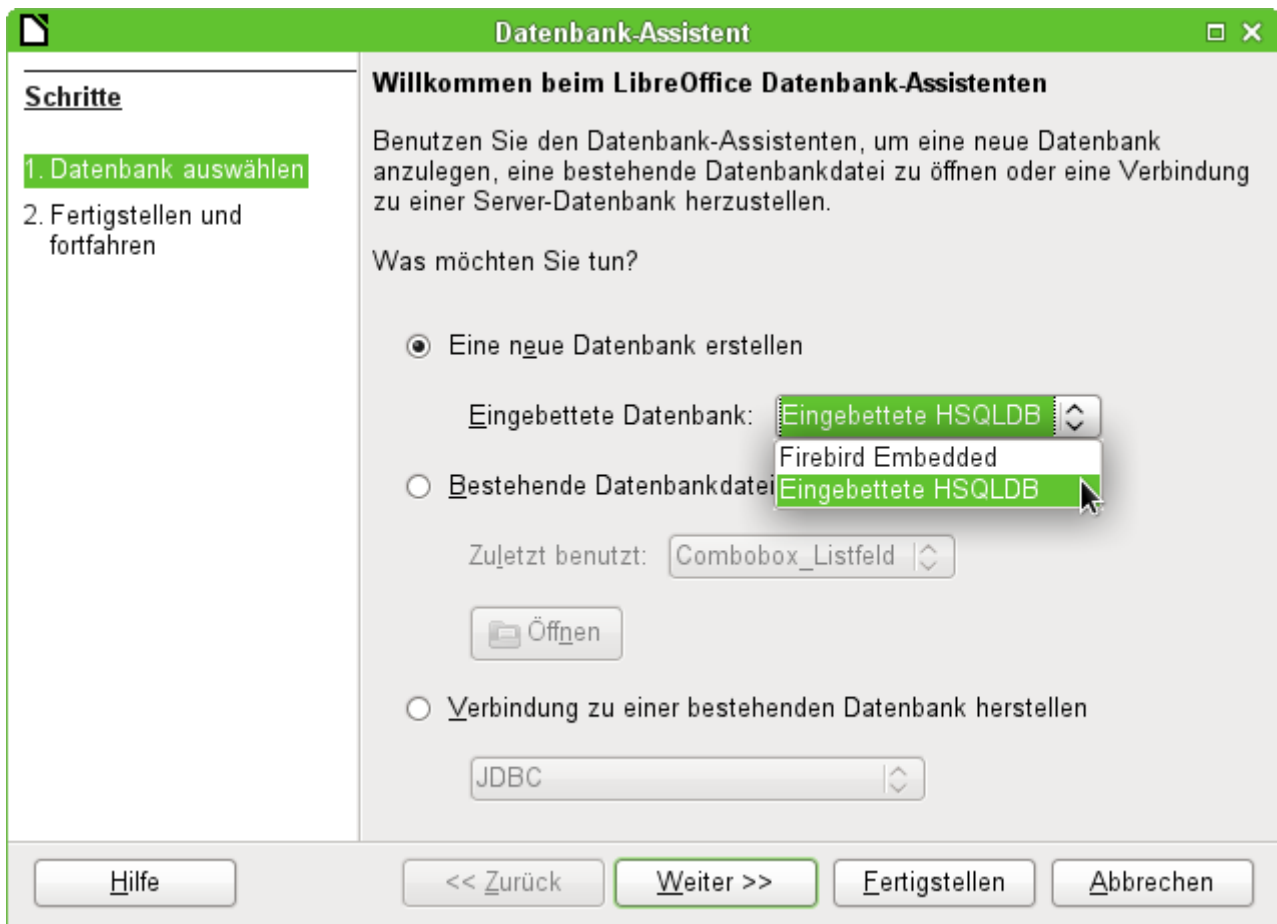 Datenbank-Assistent
Schritte
1. Datenbank auswählen
2. Fertigstellen und
fortfahren
Willkommen beim LibreOffice Datenbank-Assistenten
Benutzen Sie den Datenbank-Assistenten, um eine neue Datenbank
anzulegen, eine bestehende Datenbankdatei zu öffnen oder eine Verbindung
zu einer Server-Datenbank herzustellen.
Was möchten Sie tun?
Eine neue Datenbank erstellen
Eingebettete Datenbank: Eingebettete HSQLDB
Firebird Embedded
Bestehende Datenbankdatei Eingebettete HSQLDB
Zuletzt benutzt: Combobox_Listfeld
Öffnen
Verbindung zu einer bestehenden Datenbank herstellen
JDBC
Hilfe << Zurück Weiter >> Fertigstellen Abbrechen